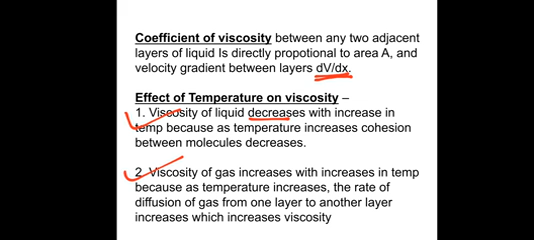 Coefficient of viscosity between any two adjacent
layers of liquid Is directly propotional to area A, and
velocity gradient between layers dV/dx.
Effect of Temperature on viscosity –
1. Viscosity of liquid decreases with increase in
temp because as temperature increases cohesion
between molecules decreases.
2. Viscosity of gas increases with increases in temp
because as temperature increases, the rate of
diffusion of gas from one layer to another layer
increases which increases viscosity